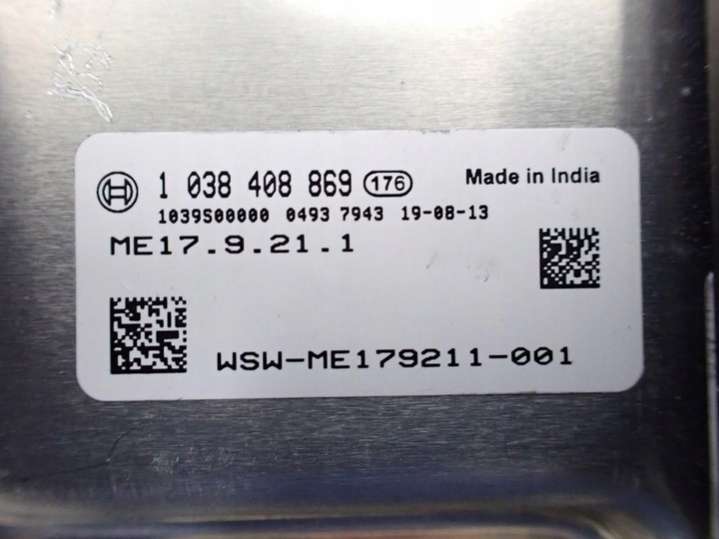 1 038 408 869 176 Made in India
1039S00000 0493 7943 19-08-13
ME17.9.21.1
WSW-ME179211-001